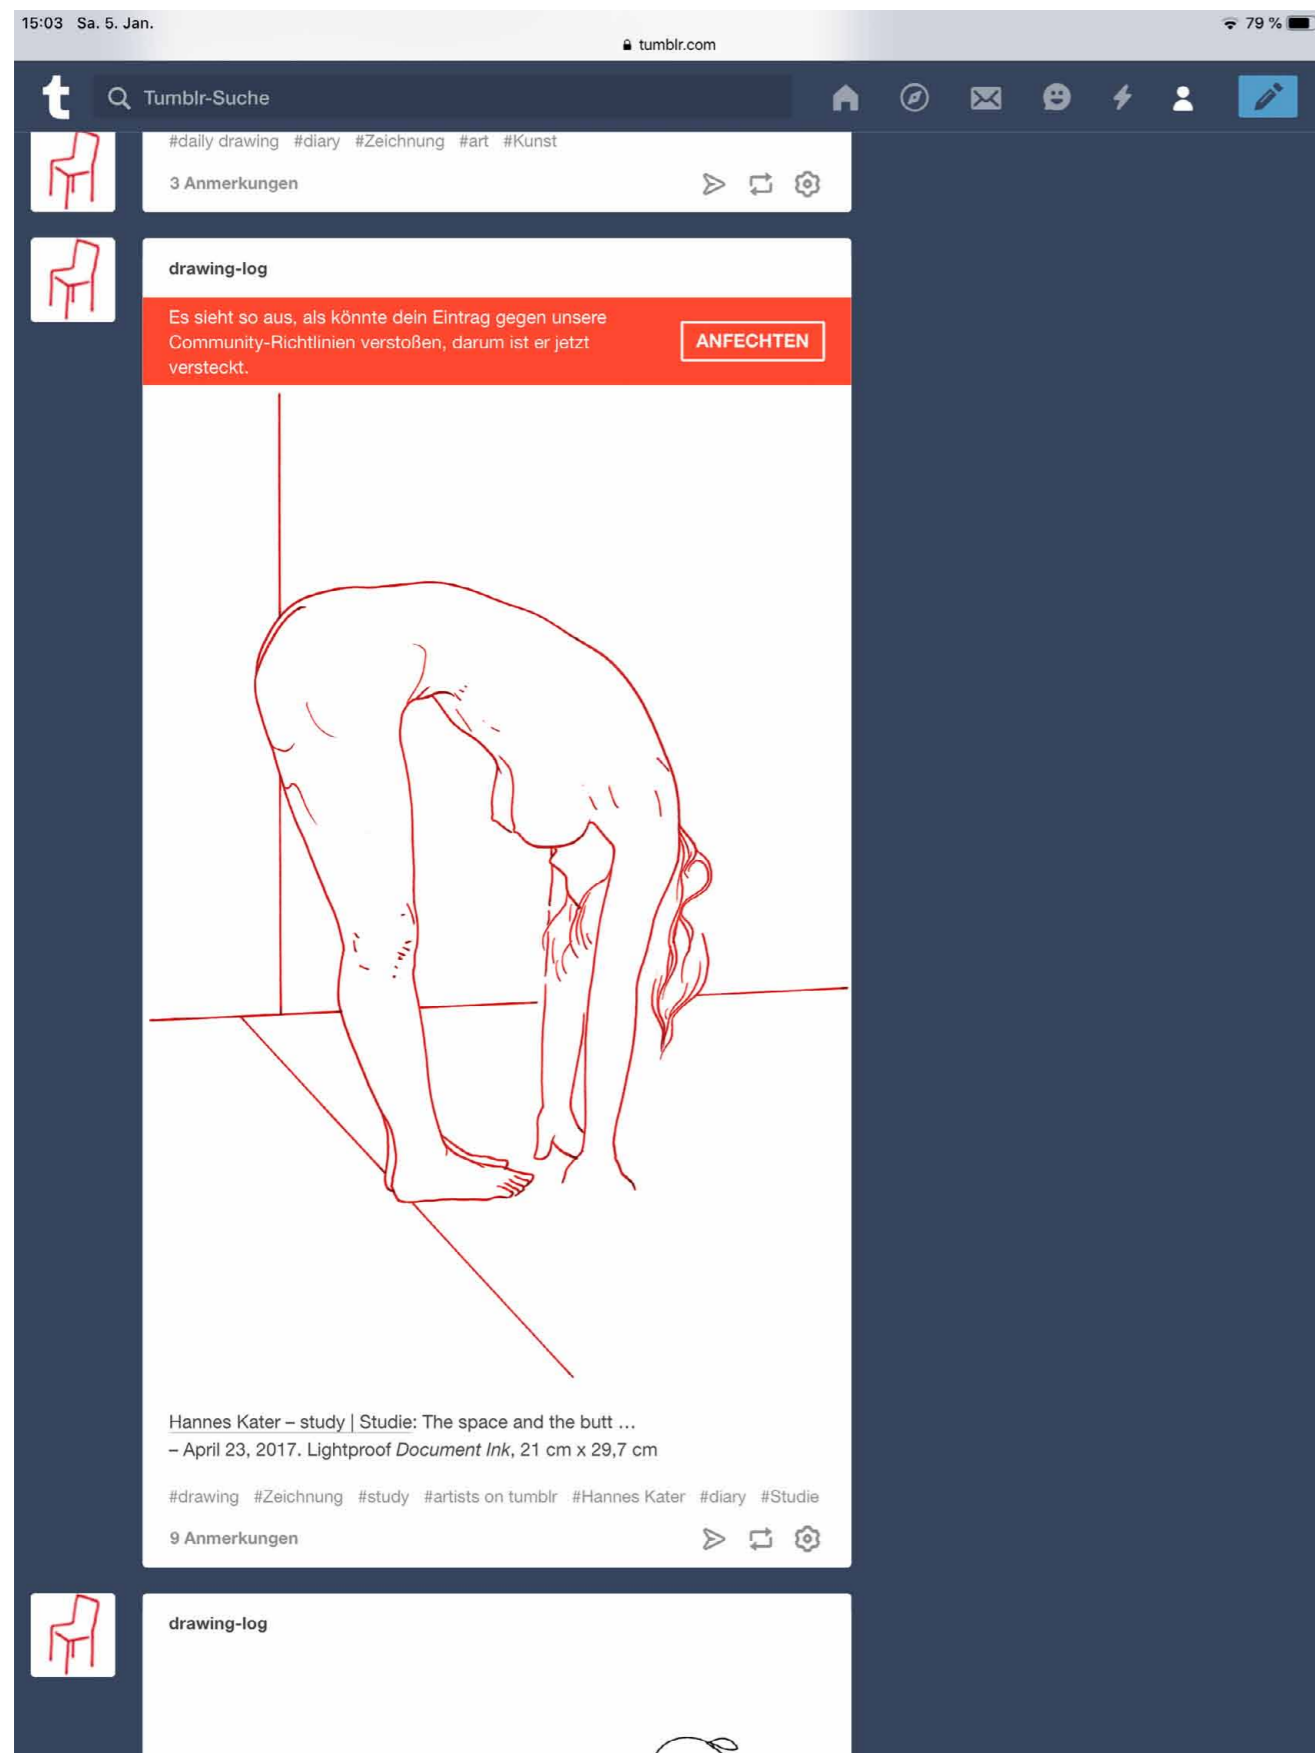 15:03 Sa. 5. Jan.
79 %
tumblr.com
t
Tumblr-Suche
#daily drawing #diary #Zeichnung #art #Kunst
3 Anmerkungen
drawing-log
Es sieht so aus, als könnte dein Eintrag gegen unsere
Community-Richtlinien verstoßen, darum ist er jetzt
versteckt.
ANFECHTEN
Hannes Kater – study | Studie: The space and the butt …
– April 23, 2017. Lightproof Document Ink, 21 cm x 29,7 cm
#drawing #Zeichnung #study #artists on tumblr #Hannes Kater #diary #Studie
9 Anmerkungen
drawing-log